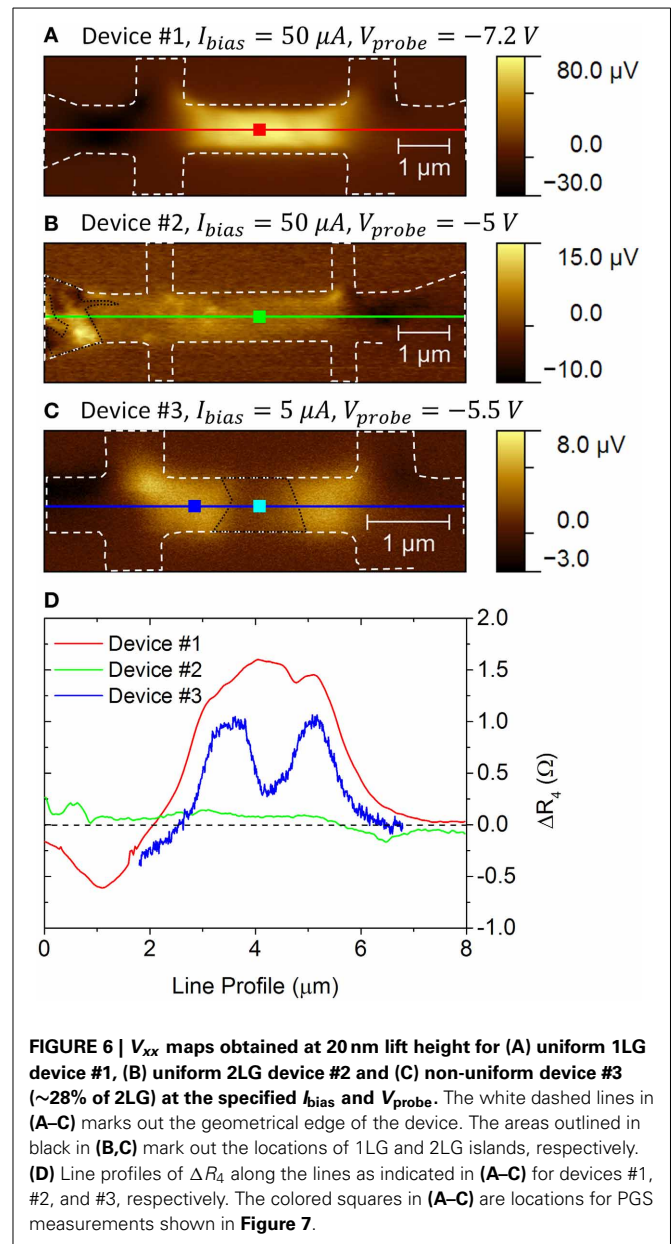 A Device #1, I_bias = 50 μA, V_probe = −7.2 V
80.0 μV
0.0
−30.0
1 μm
B Device #2, I_bias = 50 μA, V_probe = −5 V
15.0 μV
0.0
−10.0
1 μm
C Device #3, I_bias = 5 μA, V_probe = −5.5 V
8.0 μV
0.0
−3.0
1 μm
D
Device #1
Device #2
Device #3
2.0
1.5
1.0
0.5
0.0
-0.5
-1.0
ΔR4 (Ω)
0 2 4 6 8
Line Profile (μm)
FIGURE 6 | Vxx maps obtained at 20 nm lift height for (A) uniform 1LG
device #1, (B) uniform 2LG device #2 and (C) non-uniform device #3
(~28% of 2LG) at the specified Ibias and Vprobe. The white dashed lines in
(A–C) marks out the geometrical edge of the device. The areas outlined in
black in (B,C) mark out the locations of 1LG and 2LG islands, respectively.
(D) Line profiles of ΔR4 along the lines as indicated in (A–C) for devices #1,
#2, and #3, respectively. The colored squares in (A–C) are locations for PGS
measurements shown in Figure 7.